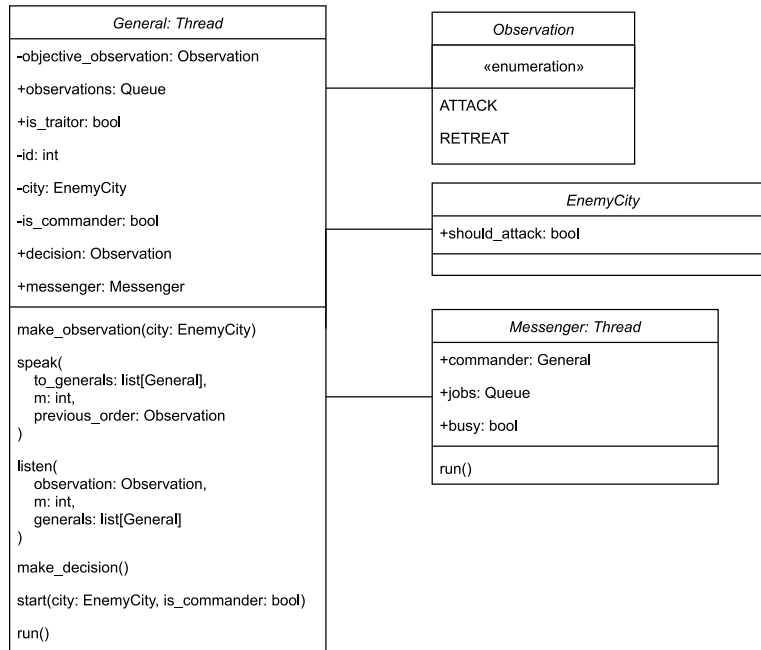 General: Thread
-objective_observation: Observation
+observations: Queue
+is_traitor: bool
-id: int
-city: EnemyCity
-is_commander: bool
+decision: Observation
+messenger: Messenger
make_observation(city: EnemyCity)
speak(
to_generals: list[General],
m: int,
previous_order: Observation
)
listen(
observation: Observation,
m: int,
generals: list[General]
)
make_decision()
start(city: EnemyCity, is_commander: bool)
run()
Observation
«enumeration»
ATTACK
RETREAT
EnemyCity
+should_attack: bool
Messenger: Thread
+commander: General
+jobs: Queue
+busy: bool
run()